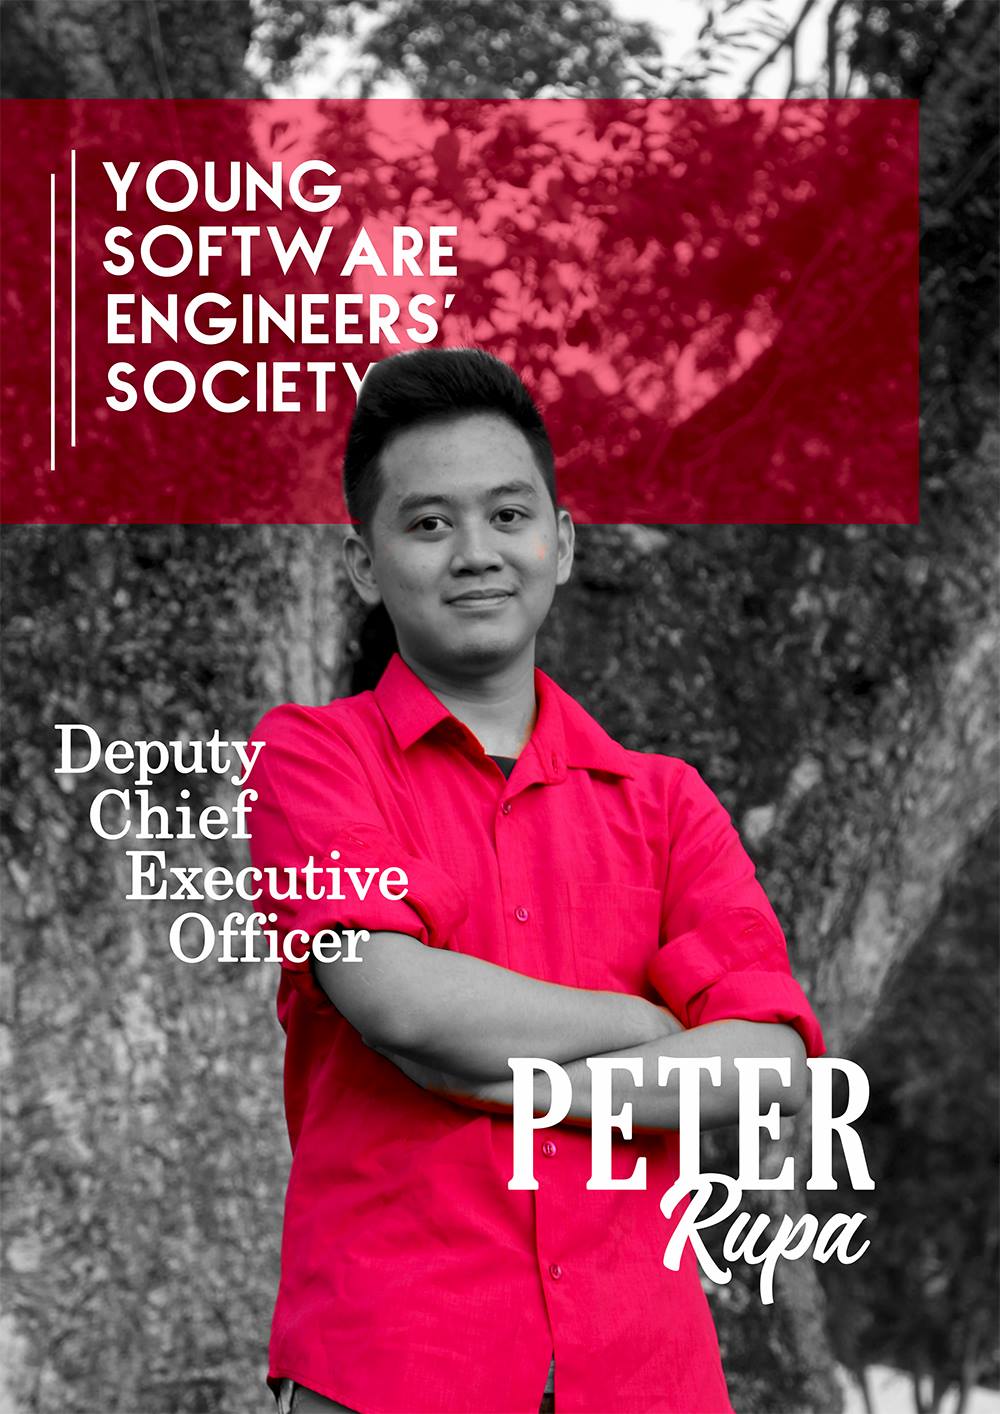 YOUNG
SOFTWARE
ENGINEERS’
SOCIETY
Deputy
Chief
Executive
Officer
PETER
Rupa